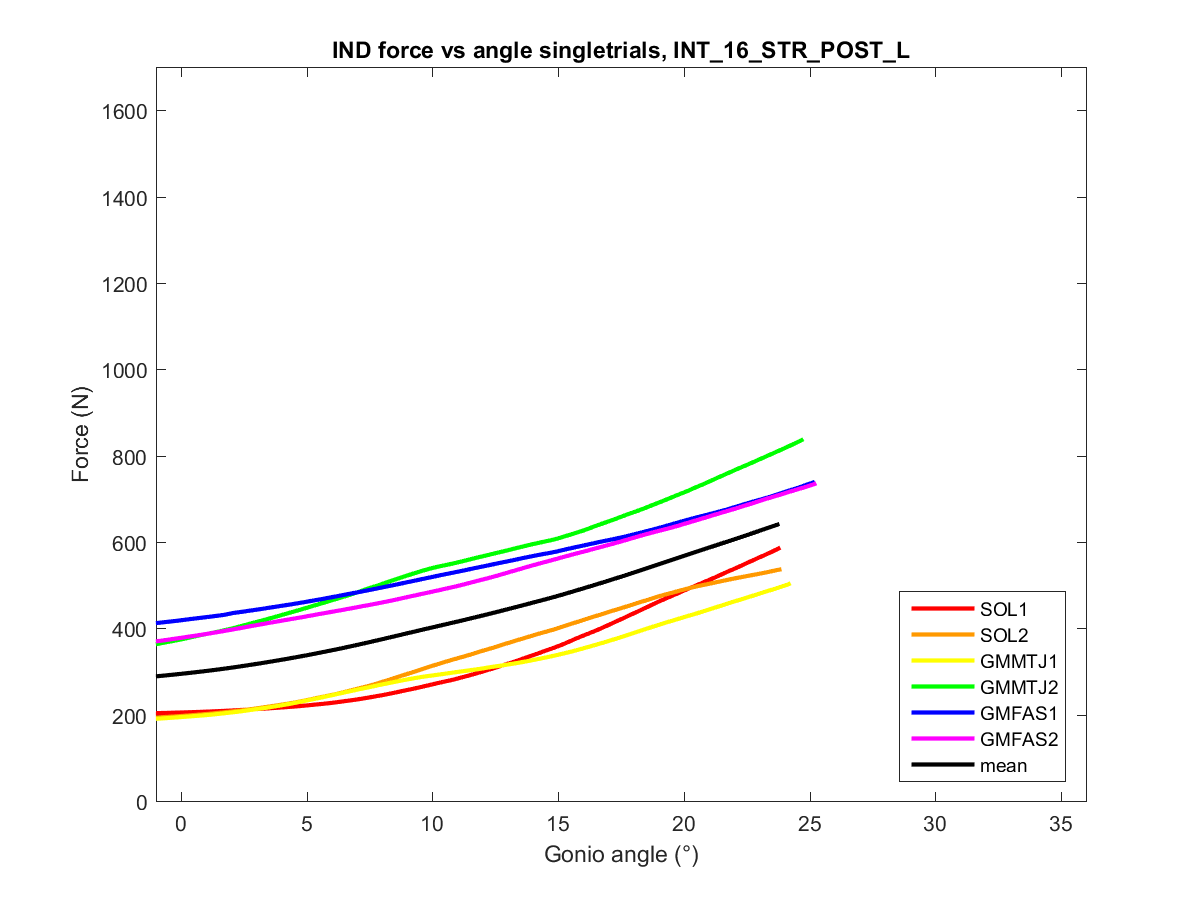 IND force vs angle singletrials, INT_16_STR_POST_L
1600
1400
1200
1000
800
600
400
200
0
Force (N)
0 5 10 15 20 25 30 35
Gonio angle (°)
SOL1
SOL2
GMMTJ1
GMMTJ2
GMFAS1
GMFAS2
mean